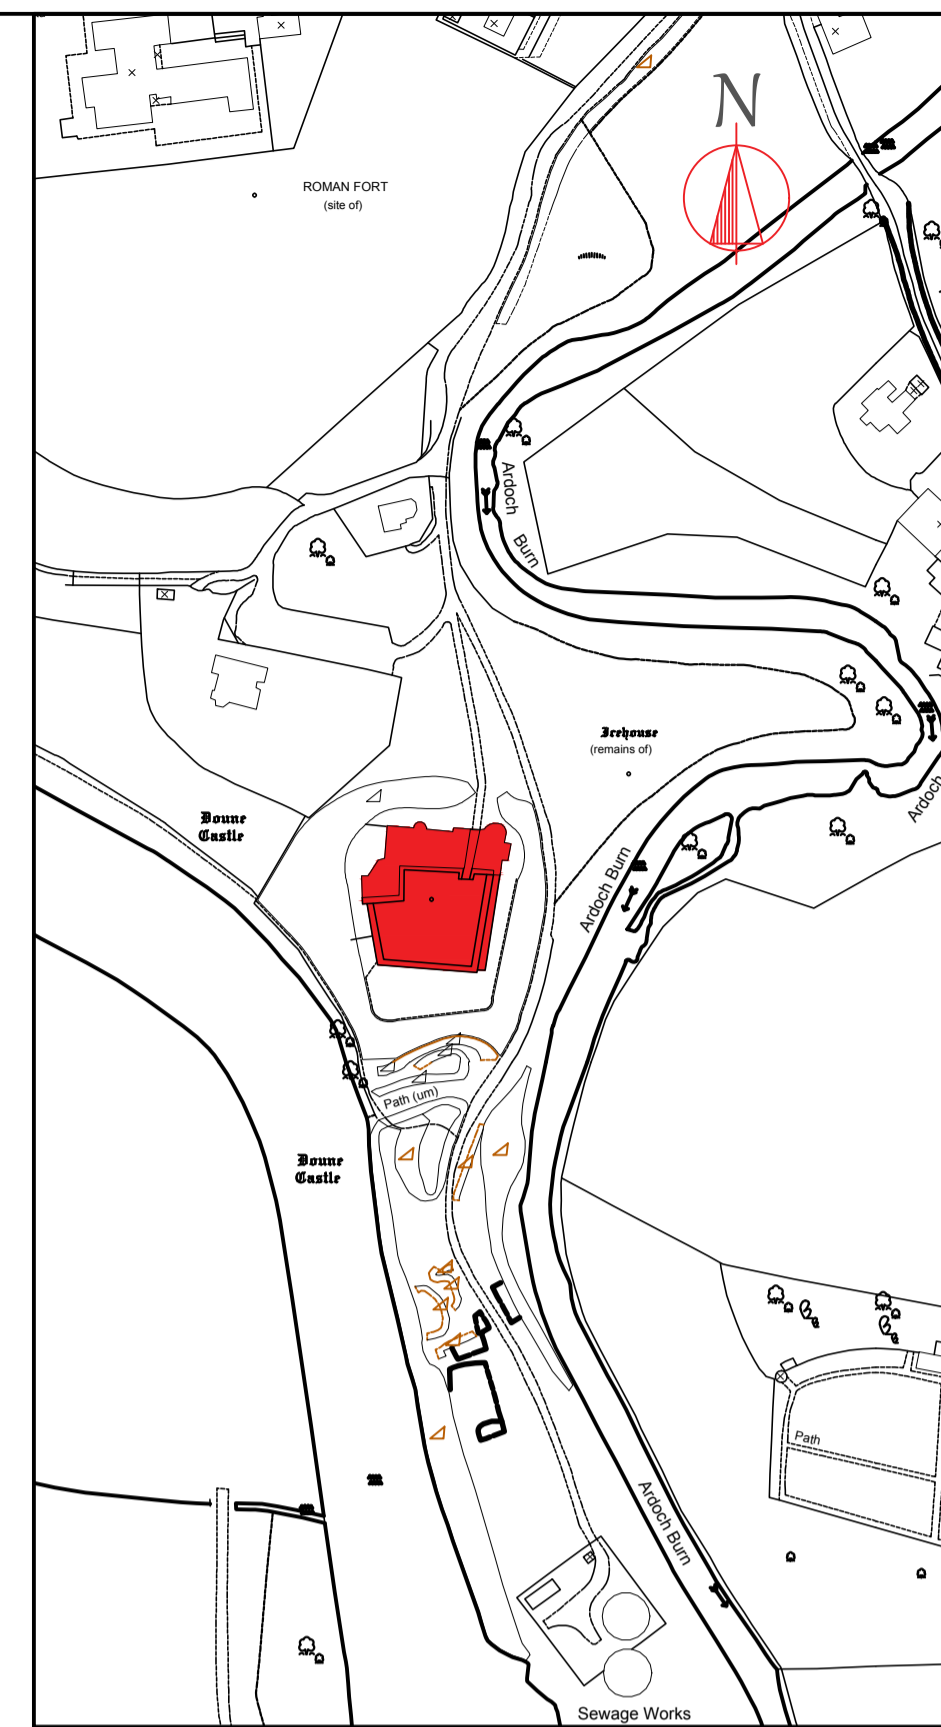 N
ROMAN FORT
(site of)
Ardoch
Burn
Icehouse
(remains of)
Doune
Castle
Ardoch
Ardoch Burn
Path (um)
Doune
Castle
Path
Ardoch Burn
Sewage Works